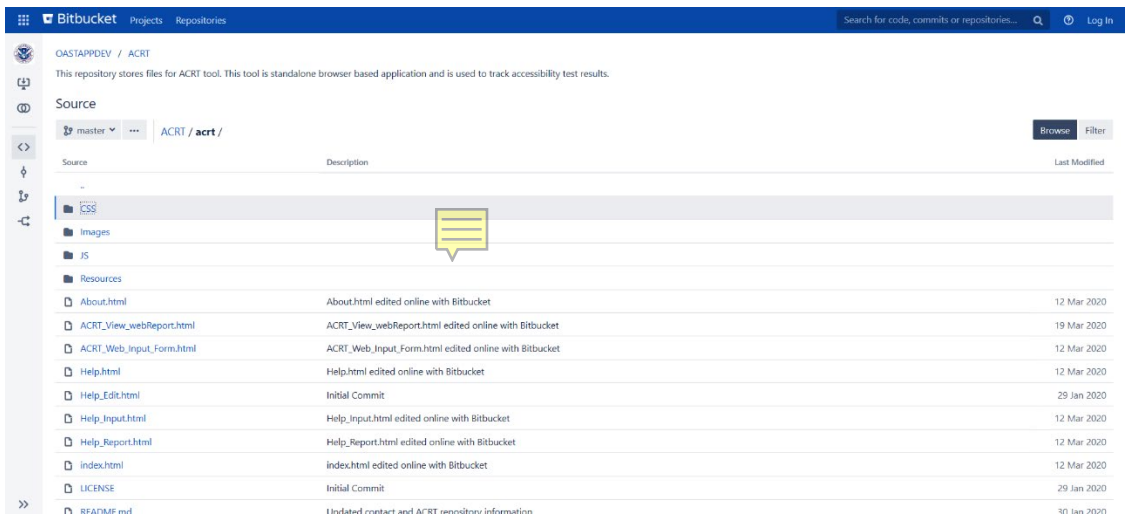 Bitbucket Projects Repositories Search for code, commits or repositories... Log In
OASTAPPDEV / ACRT
This repository stores files for ACRT tool. This tool is standalone browser based application and is used to track accessibility test results.
Source
master ACRT / acrt / Browse Filter
Source Description Last Modified
..
CSS
Images
JS
Resources
About.html About.html edited online with Bitbucket 12 Mar 2020
ACRT_View_webReport.html ACRT_View_webReport.html edited online with Bitbucket 19 Mar 2020
ACRT_Web_Input_Form.html ACRT_Web_Input_Form.html edited online with Bitbucket 12 Mar 2020
Help.html Help.html edited online with Bitbucket 12 Mar 2020
Help_Edit.html Initial Commit 29 Jan 2020
Help_Input.html Help_Input.html edited online with Bitbucket 12 Mar 2020
Help_Report.html Help_Report.html edited online with Bitbucket 12 Mar 2020
index.html index.html edited online with Bitbucket 12 Mar 2020
LICENSE Initial Commit 29 Jan 2020
README.md Updated contact and ACRT repository information 30 Jan 2020